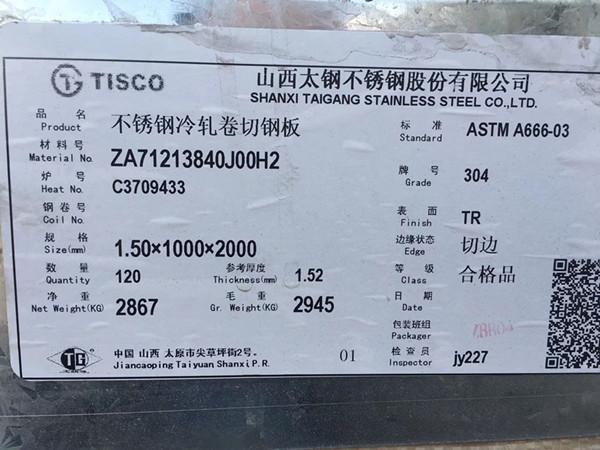 TISCO
山西太钢不锈钢股份有限公司
SHANXI TAIGANG STAINLESS STEEL CO.,LTD.
品 名
Product
不锈钢冷轧卷切钢板
标 准
Standard
ASTM A666-03
材 料 号
Material No.
ZA71213840J00H2
牌 号
Grade
304
炉 号
Heat No.
C3709433
钢 卷 号
Coil No.
表 面
Finish
TR
规 格
Size(mm)
1.50×1000×2000
边缘状态
Edge
切边
数 量
Quantity
120
参考厚度
Thickness(mm)
1.52
等 级
Class
合格品
净 重
Net Weight(KG)
2867
毛 重
Gr. Weight(KG)
2945
日 期
Date
包装班组
Packager
4BB04
中国 山西 太原市尖草坪街2号。
Jiancaoping Taiyuan Shanxi P.R.
01
检 查 员
Inspector
jy227